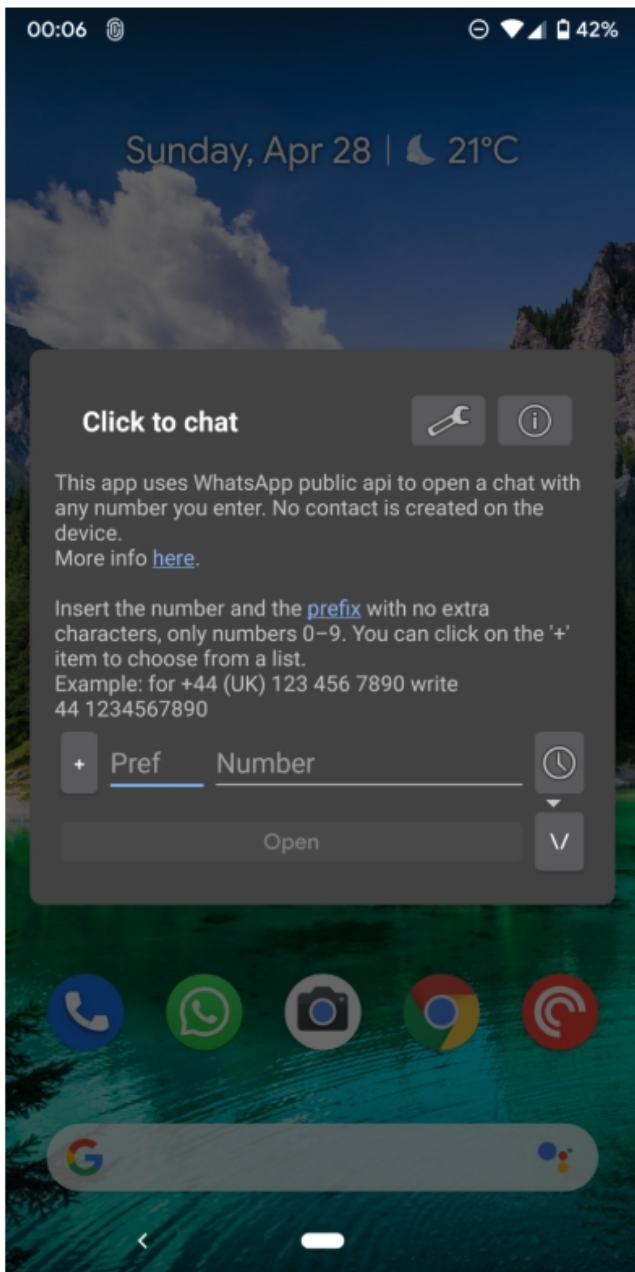 00:06
42%
Sunday, Apr 28 | 21°C
Click to chat
This app uses WhatsApp public api to open a chat with
any number you enter. No contact is created on the
device.
More info here.
Insert the number and the prefix with no extra
characters, only numbers 0–9. You can click on the '+'
item to choose from a list.
Example: for +44 (UK) 123 456 7890 write
44 1234567890
+ Pref Number
Open \/